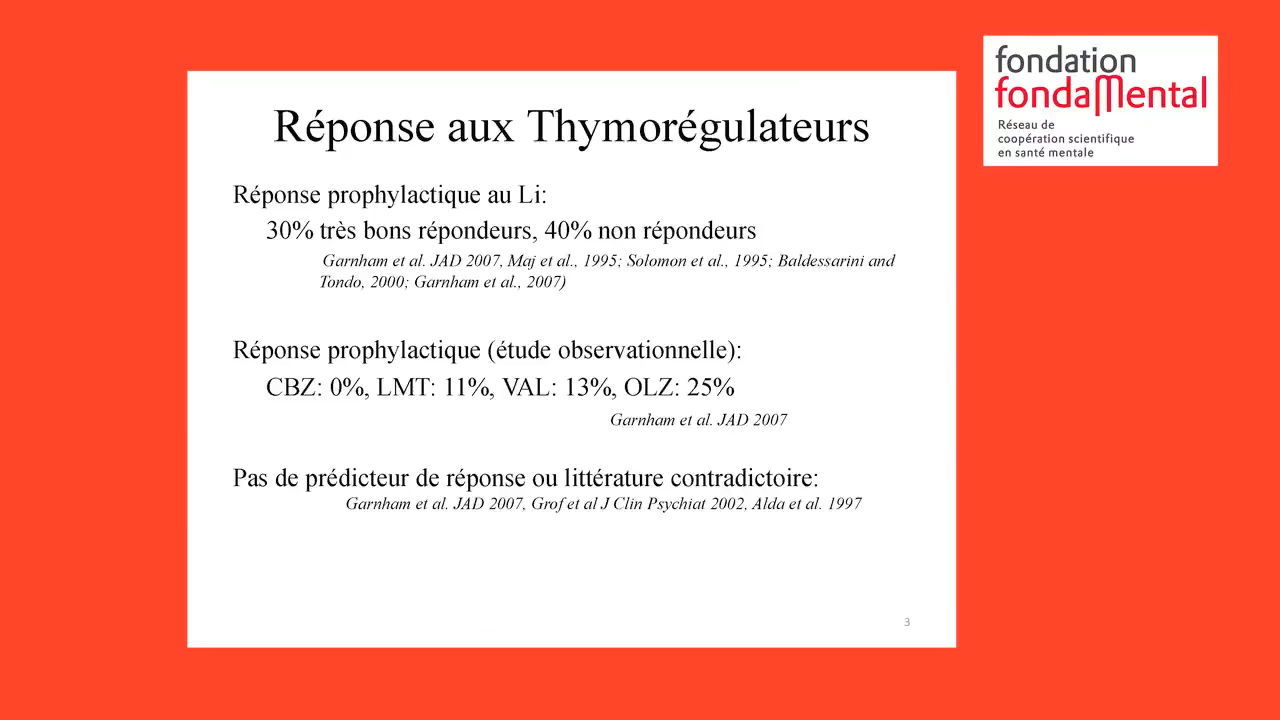 fondation
fondaMental
Réseau de
coopération scientifique
en santé mentale
Réponse aux Thymorégulateurs
Réponse prophylactique au Li:
30% très bons répondeurs, 40% non répondeurs
Garnham et al. JAD 2007, Maj et al., 1995; Solomon et al., 1995; Baldessarini and
Tondo, 2000; Garnham et al., 2007)
Réponse prophylactique (étude observationnelle):
CBZ: 0%, LMT: 11%, VAL: 13%, OLZ: 25%
Garnham et al. JAD 2007
Pas de prédicteur de réponse ou littérature contradictoire:
Garnham et al. JAD 2007, Grof et al J Clin Psychiat 2002, Alda et al. 1997
3